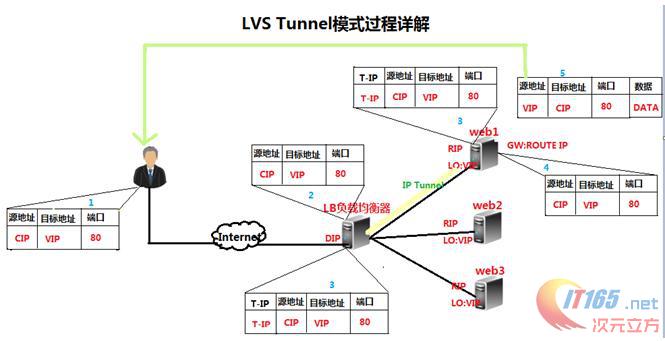 LVS Tunnel模式过程详解
T-IP 源地址 目标地址 端口
T-IP CIP VIP 80
3
5
源地址 目标地址 端口 数据
VIP CIP 80 DATA
web1
GW:ROUTE IP
RIP
LO:VIP
IP Tunnel
4
源地址 目标地址 端口
CIP VIP 80
源地址 目标地址 端口
CIP VIP 80
2
1
源地址 目标地址 端口
CIP VIP 80
LB负载均衡器
Internet
DIP
web2
RIP
LO:VIP
web3
RIP
LO:VIP
3
T-IP 源地址 目标地址 端口
T-IP CIP VIP 80
IT165.net
次元立方